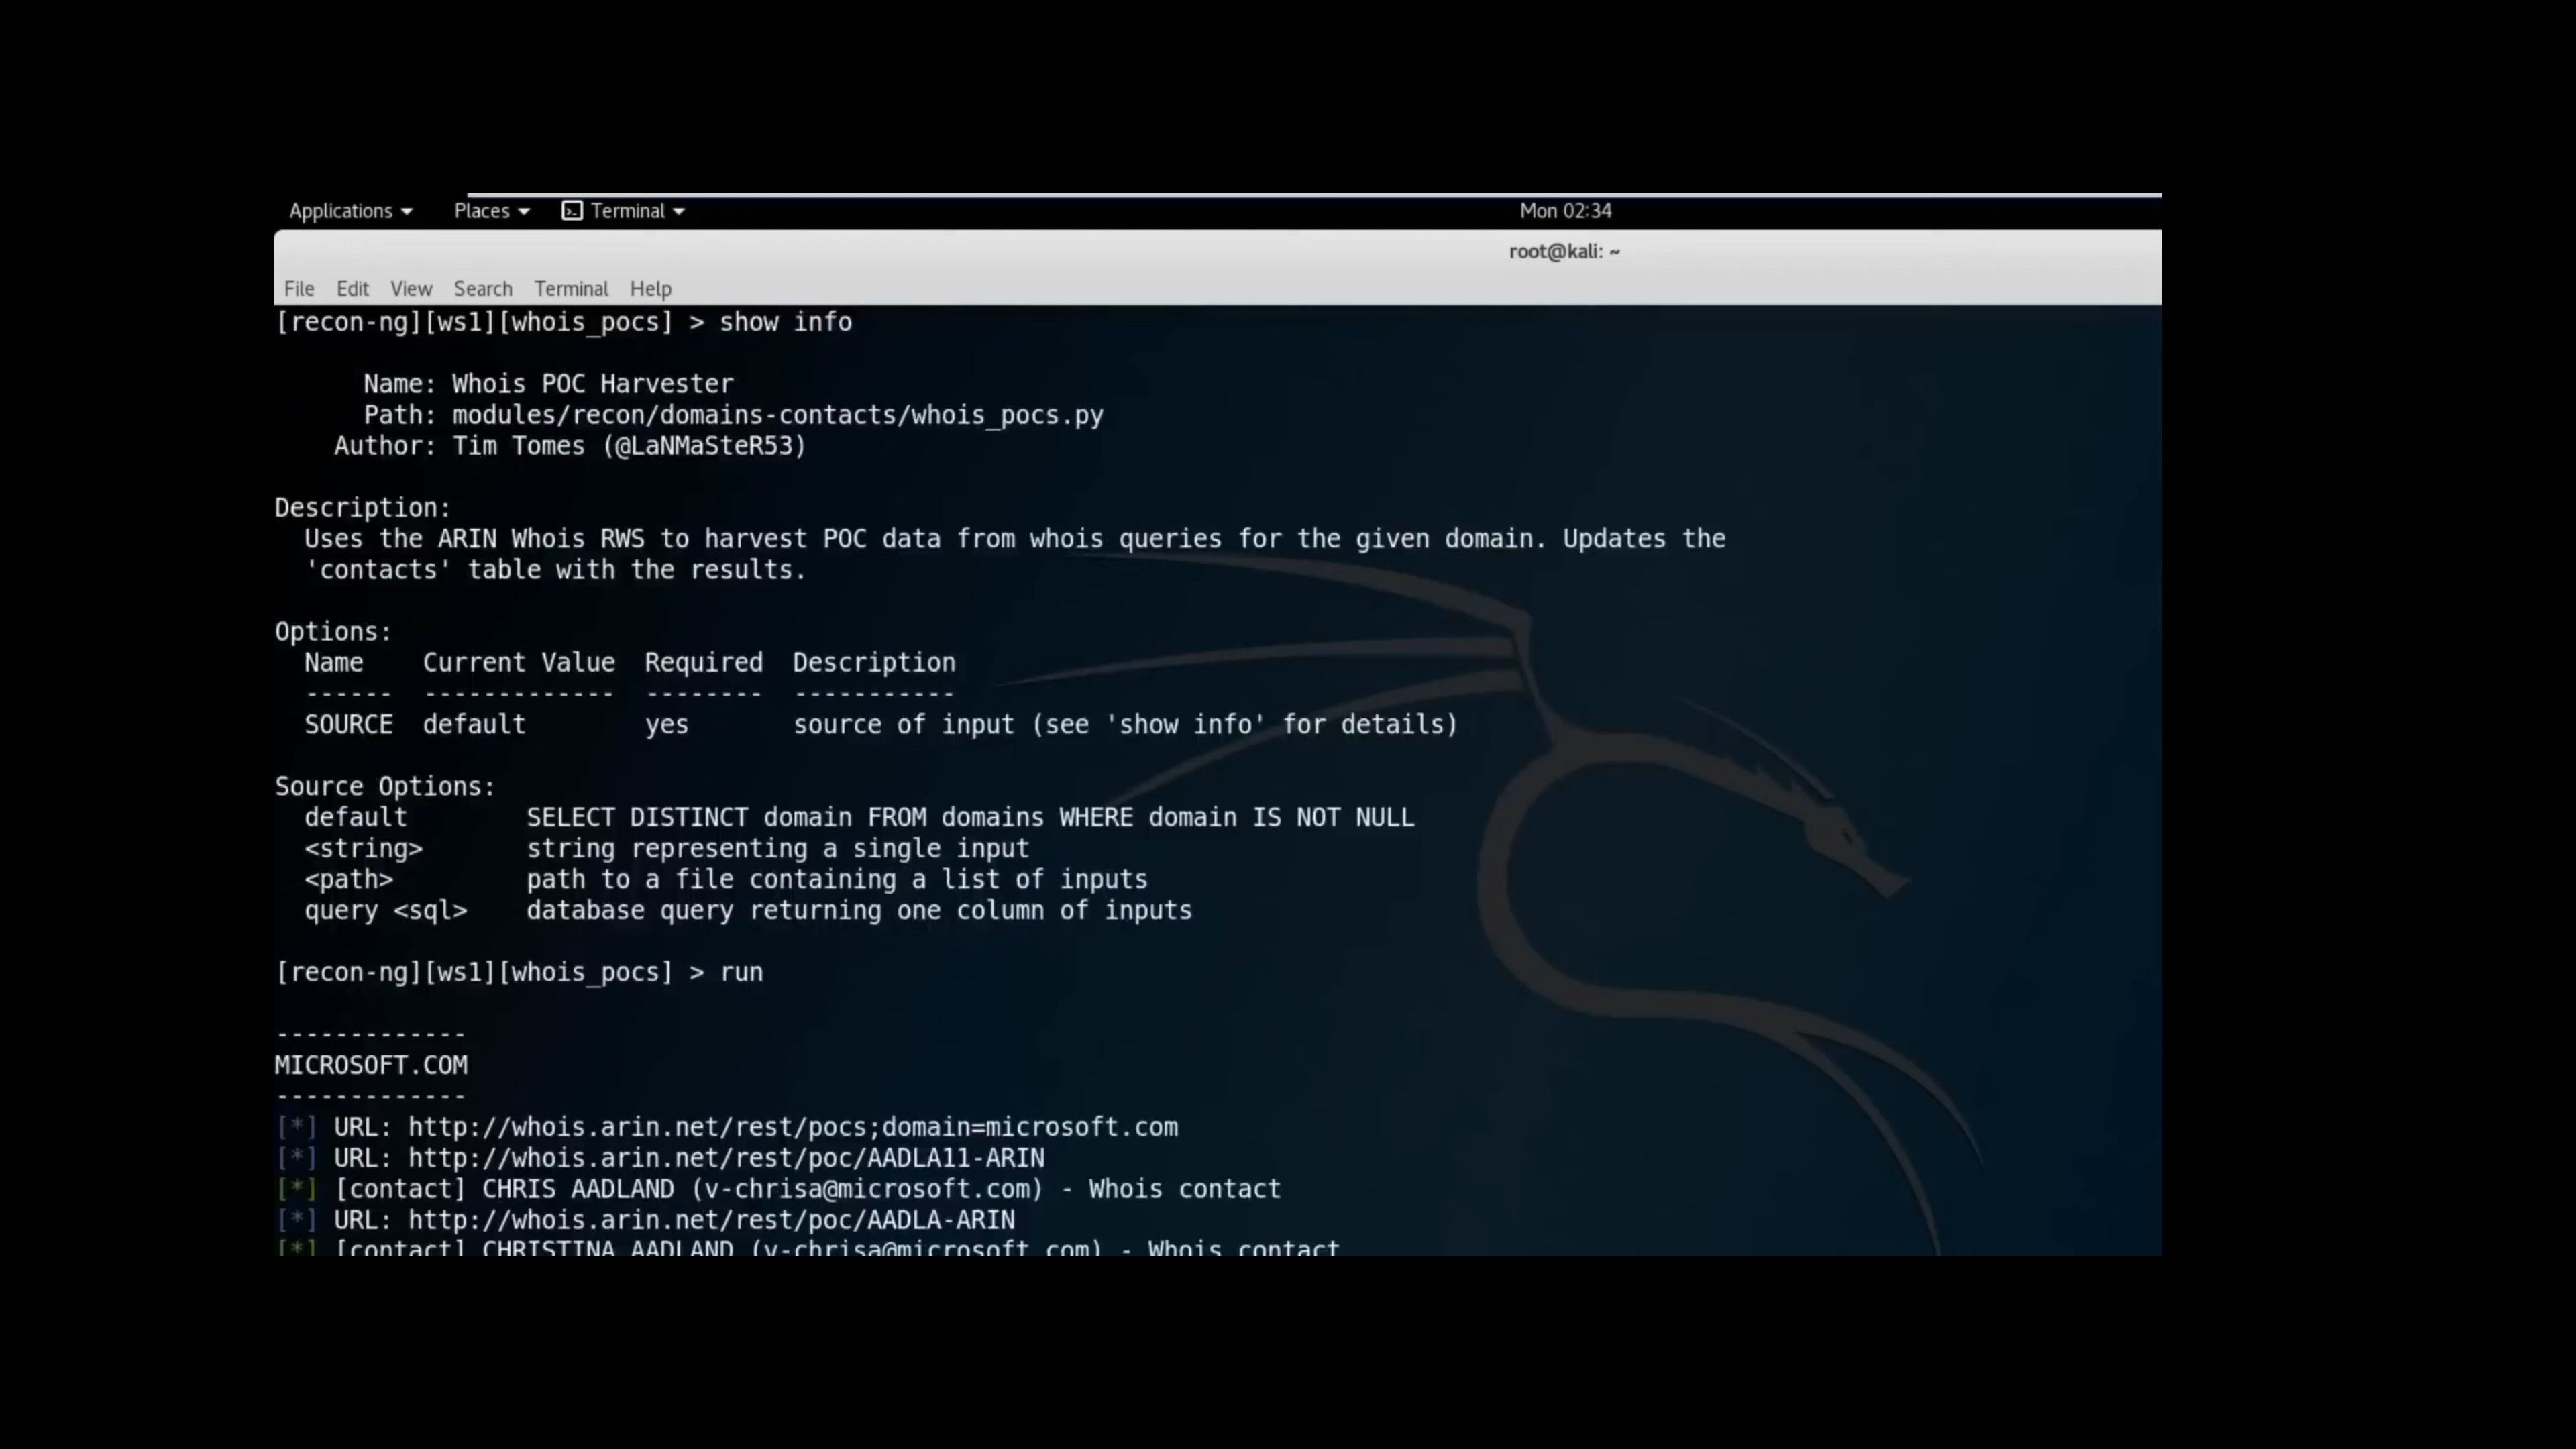 Applications Places Terminal Mon 02:34
root@kali: ~
File Edit View Search Terminal Help
[recon-ng][ws1][whois_pocs] > show info
Name: Whois POC Harvester
Path: modules/recon/domains-contacts/whois_pocs.py
Author: Tim Tomes (@LaNMaSteR53)
Description:
Uses the ARIN Whois RWS to harvest POC data from whois queries for the given domain. Updates the
'contacts' table with the results.
Options:
Name Current Value Required Description
------ ------------- -------- -----------
SOURCE default yes source of input (see 'show info' for details)
Source Options:
default SELECT DISTINCT domain FROM domains WHERE domain IS NOT NULL
<string> string representing a single input
<path> path to a file containing a list of inputs
query <sql> database query returning one column of inputs
[recon-ng][ws1][whois_pocs] > run
-------------
MICROSOFT.COM
-------------
[*] URL: http://whois.arin.net/rest/pocs;domain=microsoft.com
[*] URL: http://whois.arin.net/rest/poc/AADLA11-ARIN
[*] [contact] CHRIS AADLAND (v-chrisa@microsoft.com) - Whois contact
[*] URL: http://whois.arin.net/rest/poc/AADLA-ARIN
[*] [contact] CHRISTINA AADLAND (v-chrisa@microsoft.com) - Whois contact